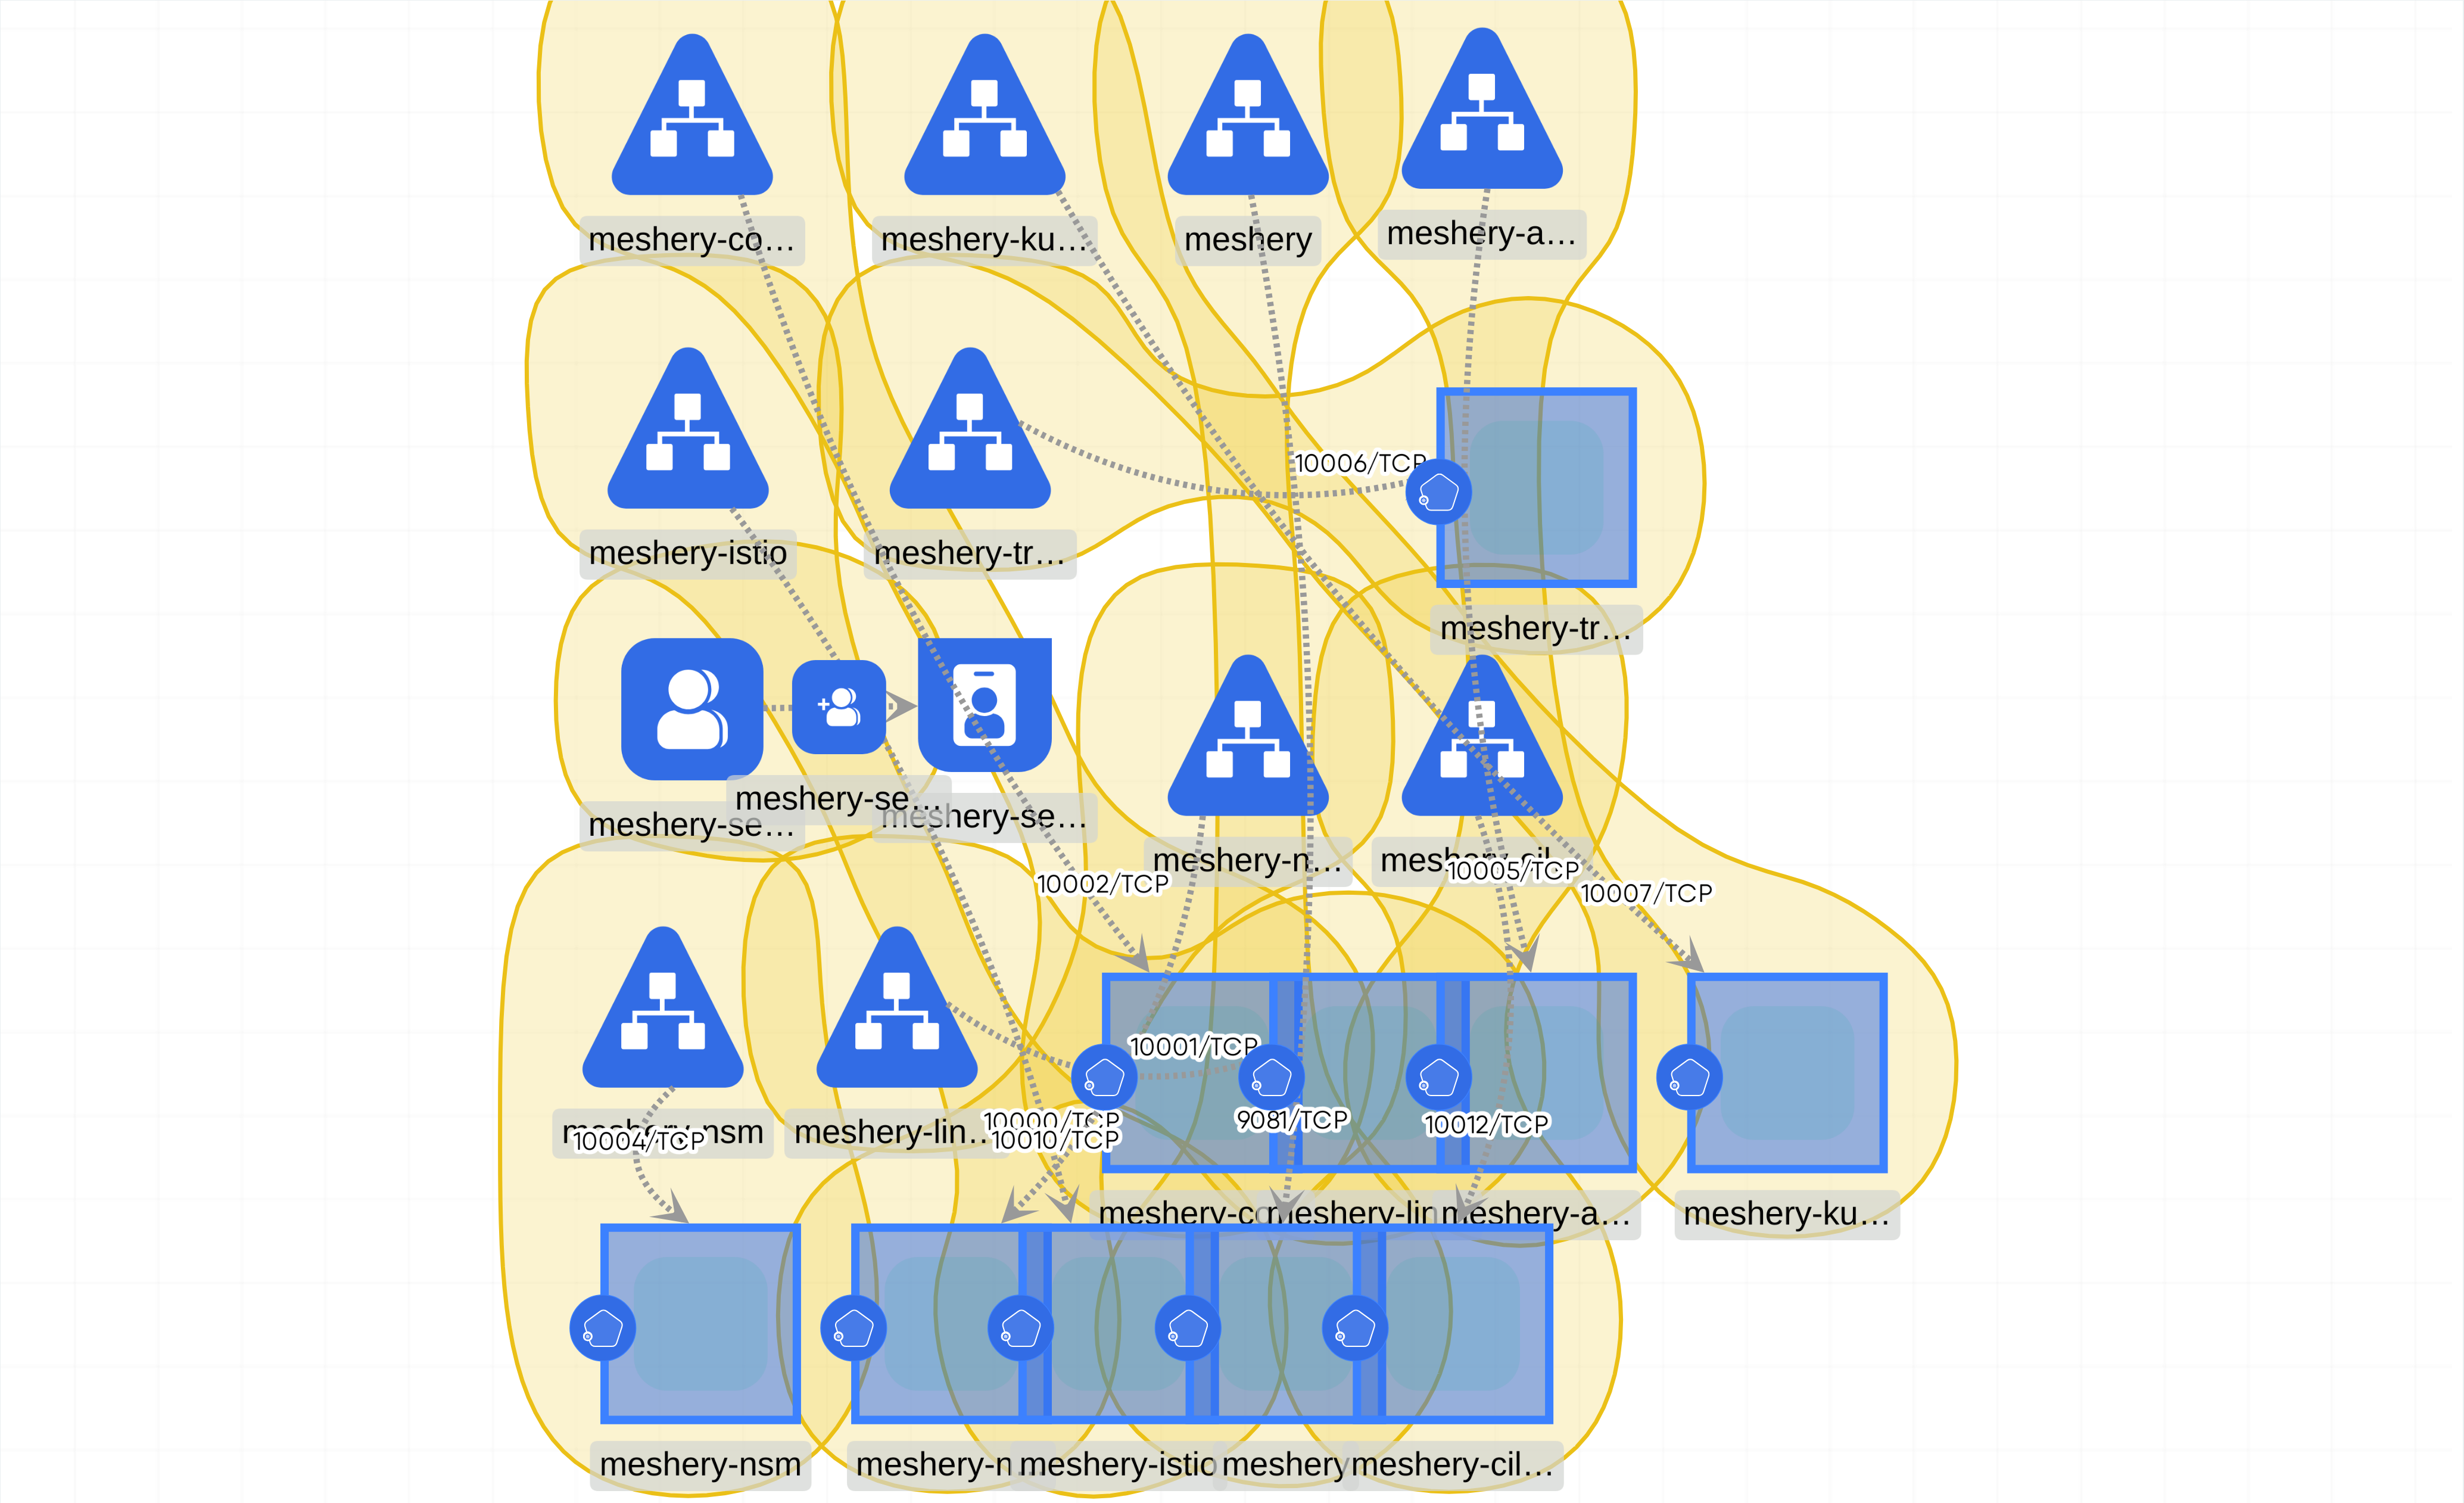 meshery-co...
meshery-ku...
meshery
meshery-a...
10006/TCP
meshery-istio
meshery-tr...
meshery-tr...
meshery-se...
meshery-se...
meshery-se...
meshery-n...
meshery-cil...
10005/TCP
10002/TCP
10007/TCP
10001/TCP
meshery-nsm
10004/TCP
meshery-lin...
10000/TCP
10010/TCP
9081/TCP
10012/TCP
meshery-co
meshery-lin
meshery-a...
meshery-ku...
meshery-nsm
meshery-n
meshery-istio
meshery
meshery-cil...